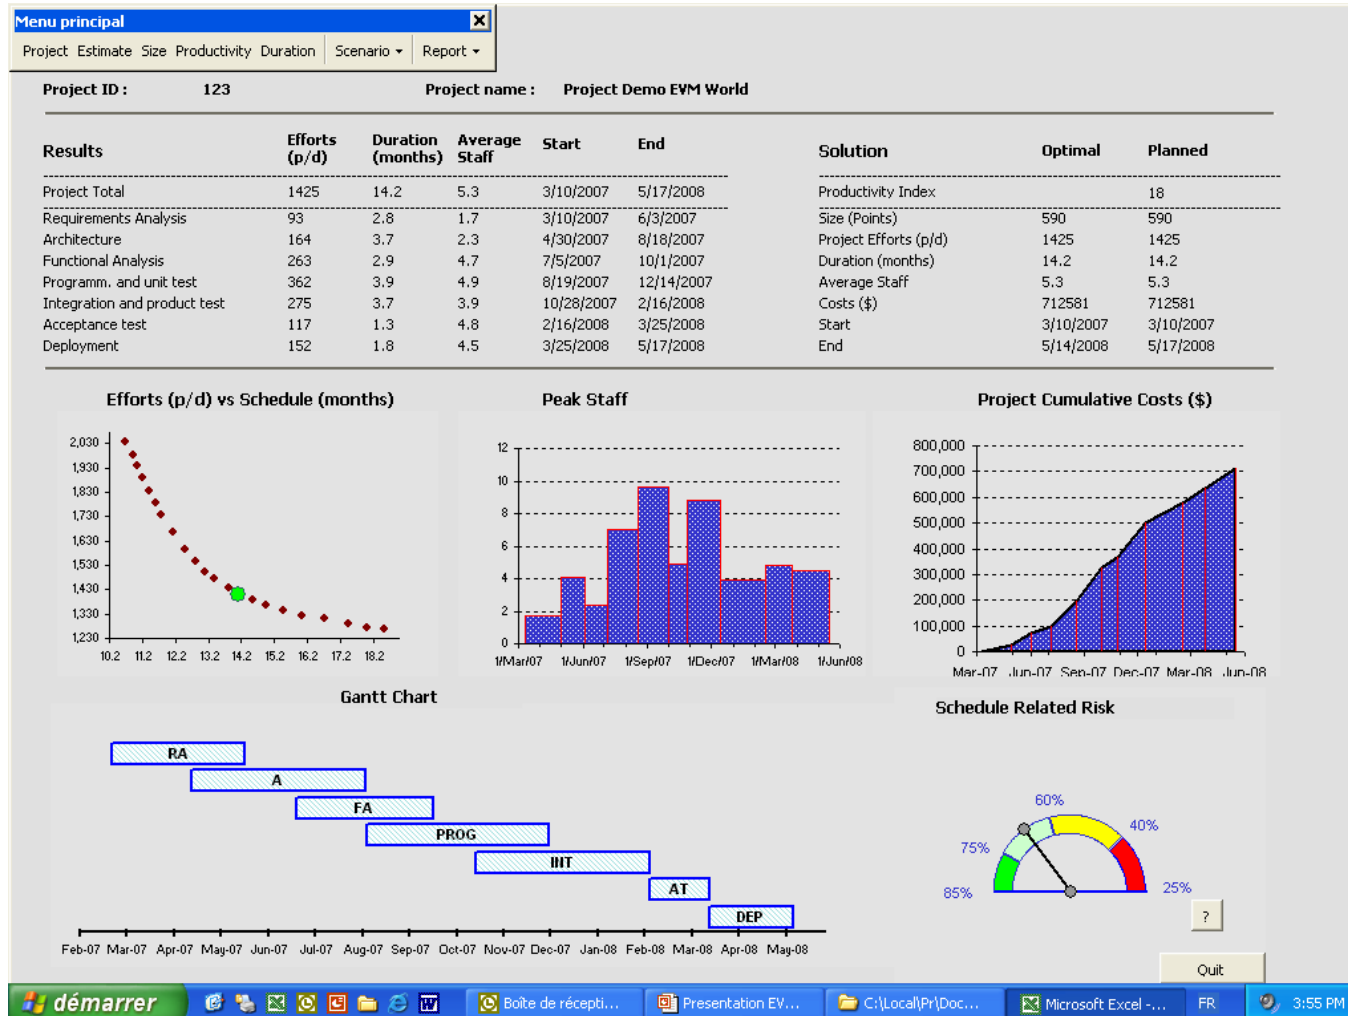 Menu principal
Project Estimate Size Productivity Duration Scenario Report
Project ID : 123 Project name : Project Demo EVM World
Results Efforts (p/d) Duration (months) Average Staff Start End
Project Total 1425 14.2 5.3 3/10/2007 5/17/2008
Requirements Analysis 93 2.8 1.7 3/10/2007 6/3/2007
Architecture 164 3.7 2.3 4/30/2007 8/18/2007
Functional Analysis 263 2.9 4.7 7/5/2007 10/1/2007
Programm. and unit test 362 3.9 4.9 8/19/2007 12/14/2007
Integration and product test 275 3.7 3.9 10/28/2007 2/16/2008
Acceptance test 117 1.3 4.8 2/16/2008 3/25/2008
Deployment 152 1.8 4.5 3/25/2008 5/17/2008
Solution Optimal Planned
Productivity Index 18
Size (Points) 590 590
Project Efforts (p/d) 1425 1425
Duration (months) 14.2 14.2
Average Staff 5.3 5.3
Costs ($) 712581 712581
Start 3/10/2007 3/10/2007
End 5/14/2008 5/17/2008
Efforts (p/d) vs Schedule (months)
2,030
1,930
1,830
1,730
1,630
1,530
1,430
1,330
1,230
10.2 11.2 12.2 13.2 14.2 15.2 16.2 17.2 18.2
Peak Staff
12
10
8
6
4
2
0
1/Mar/07 1/Jun/07 1/Sep/07 1/Dec/07 1/Mar/08 1/Jun/08
Project Cumulative Costs ($)
800,000
700,000
600,000
500,000
400,000
300,000
200,000
100,000
0
Mar-07 Jun-07 Sep-07 Dec-07 Mar-08 Jun-08
Gantt Chart
RA
A
FA
PROG
INT
AT
DEP
Feb-07 Mar-07 Apr-07 May-07 Jun-07 Jul-07 Aug-07 Sep-07 Oct-07 Nov-07 Dec-07 Jan-08 Feb-08 Mar-08 Apr-08 May-08
Schedule Related Risk
60%
40%
75%
85%
25%
?
Quit
démarrer Boîte de récepti... Presentation EV... C:\Local\Pr\Doc... Microsoft Excel -... FR 3:55 PM